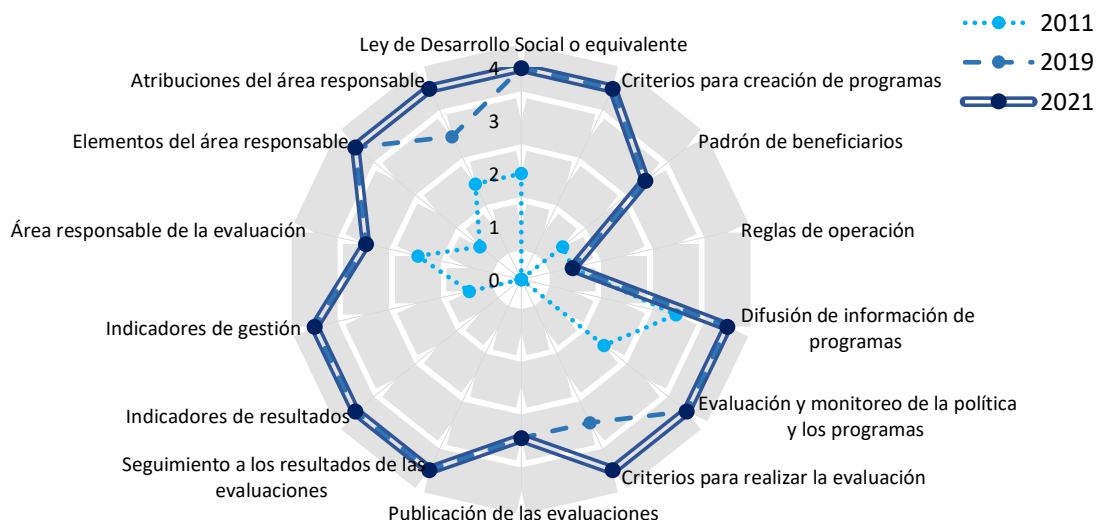 2011
2019
2021
Ley de Desarrollo Social o equivalente
Criterios para creación de programas
Padrón de beneficiarios
Reglas de operación
Difusión de información de
programas
Evaluación y monitoreo de la política
y los programas
Criterios para realizar la evaluación
Publicación de las evaluaciones
Seguimiento a los resultados de las
evaluaciones
Indicadores de resultados
Indicadores de gestión
Área responsable de la evaluación
Elementos del área responsable
Atribuciones del área responsable
4
3
2
1
0